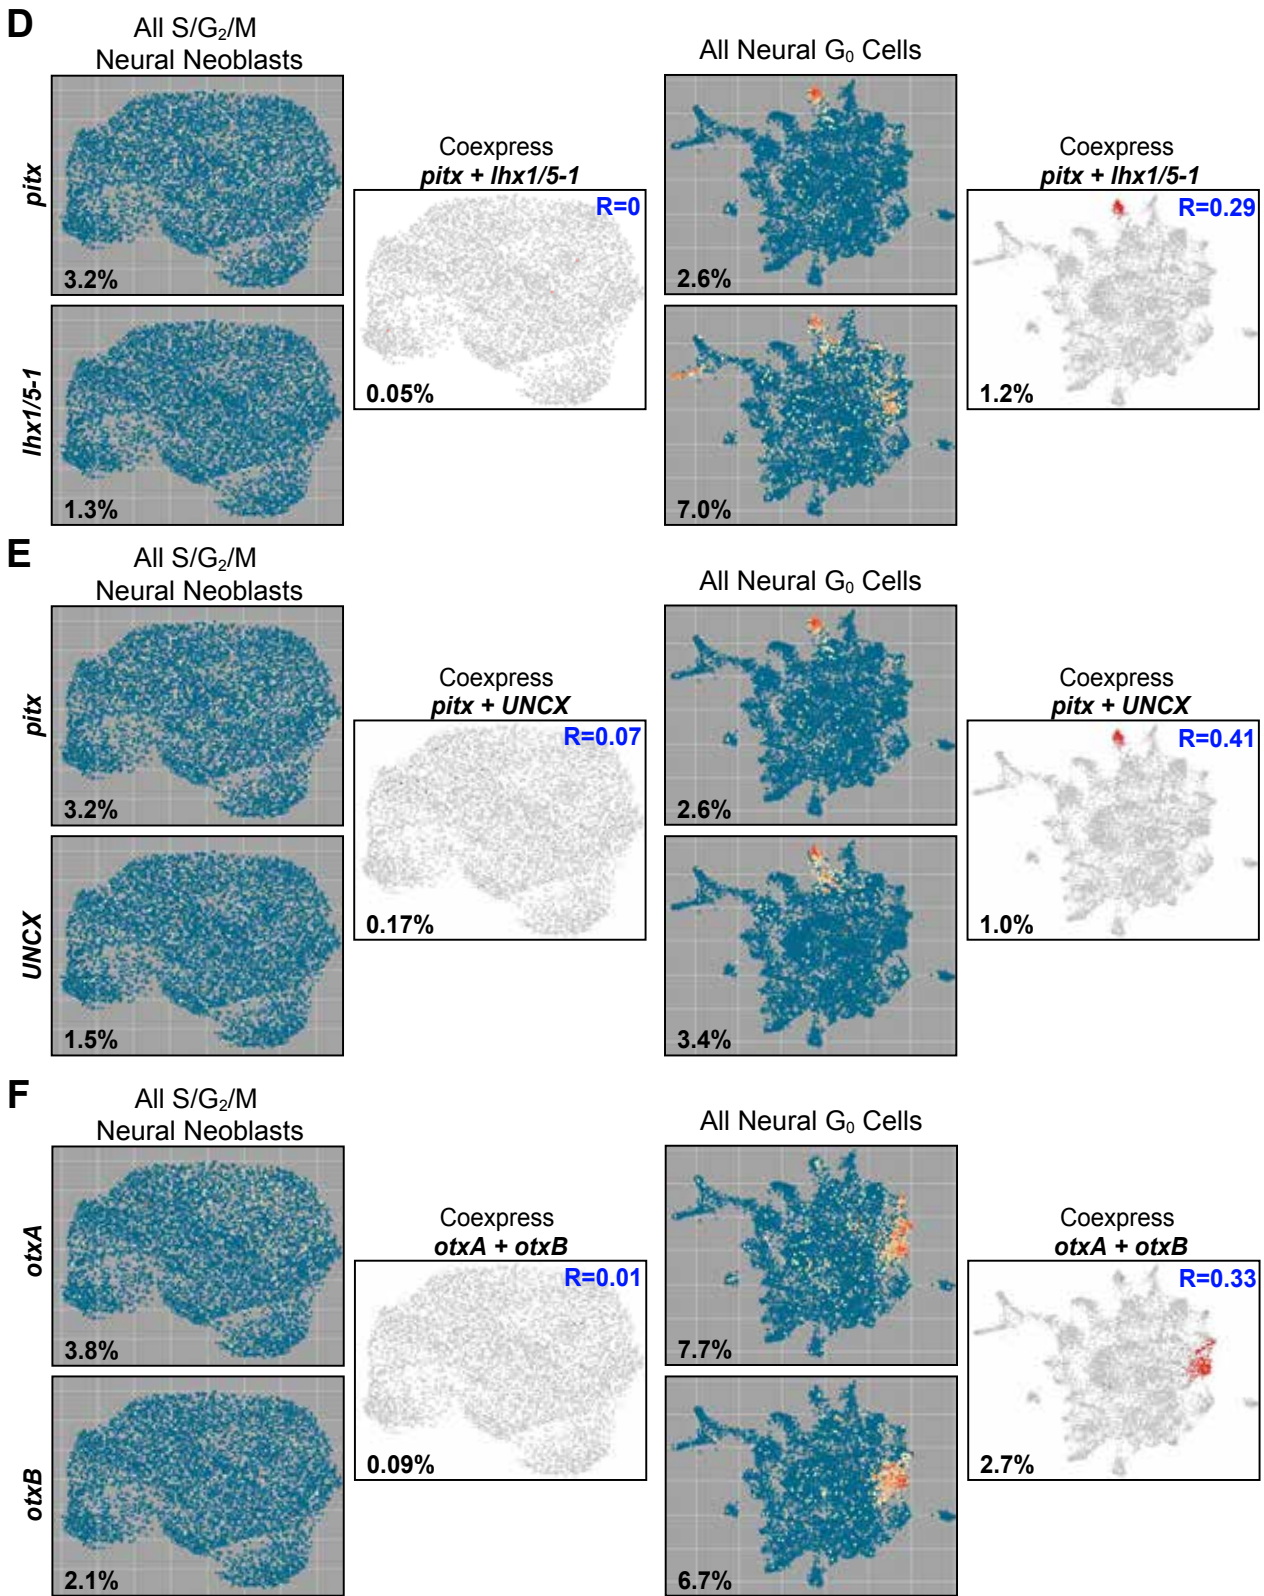 D
All S/G₂/M
Neural Neoblasts
All Neural G₀ Cells
pitx
3.2%
Coexpress
pitx + lhx1/5-1
R=0
0.05%
2.6%
Coexpress
pitx + lhx1/5-1
R=0.29
1.2%
lhx1/5-1
1.3%
7.0%
E
All S/G₂/M
Neural Neoblasts
All Neural G₀ Cells
pitx
3.2%
Coexpress
pitx + UNCX
R=0.07
0.17%
2.6%
Coexpress
pitx + UNCX
R=0.41
1.0%
UNCX
1.5%
3.4%
F
All S/G₂/M
Neural Neoblasts
All Neural G₀ Cells
otxA
3.8%
Coexpress
otxA + otxB
R=0.01
0.09%
7.7%
Coexpress
otxA + otxB
R=0.33
2.7%
otxB
2.1%
6.7%